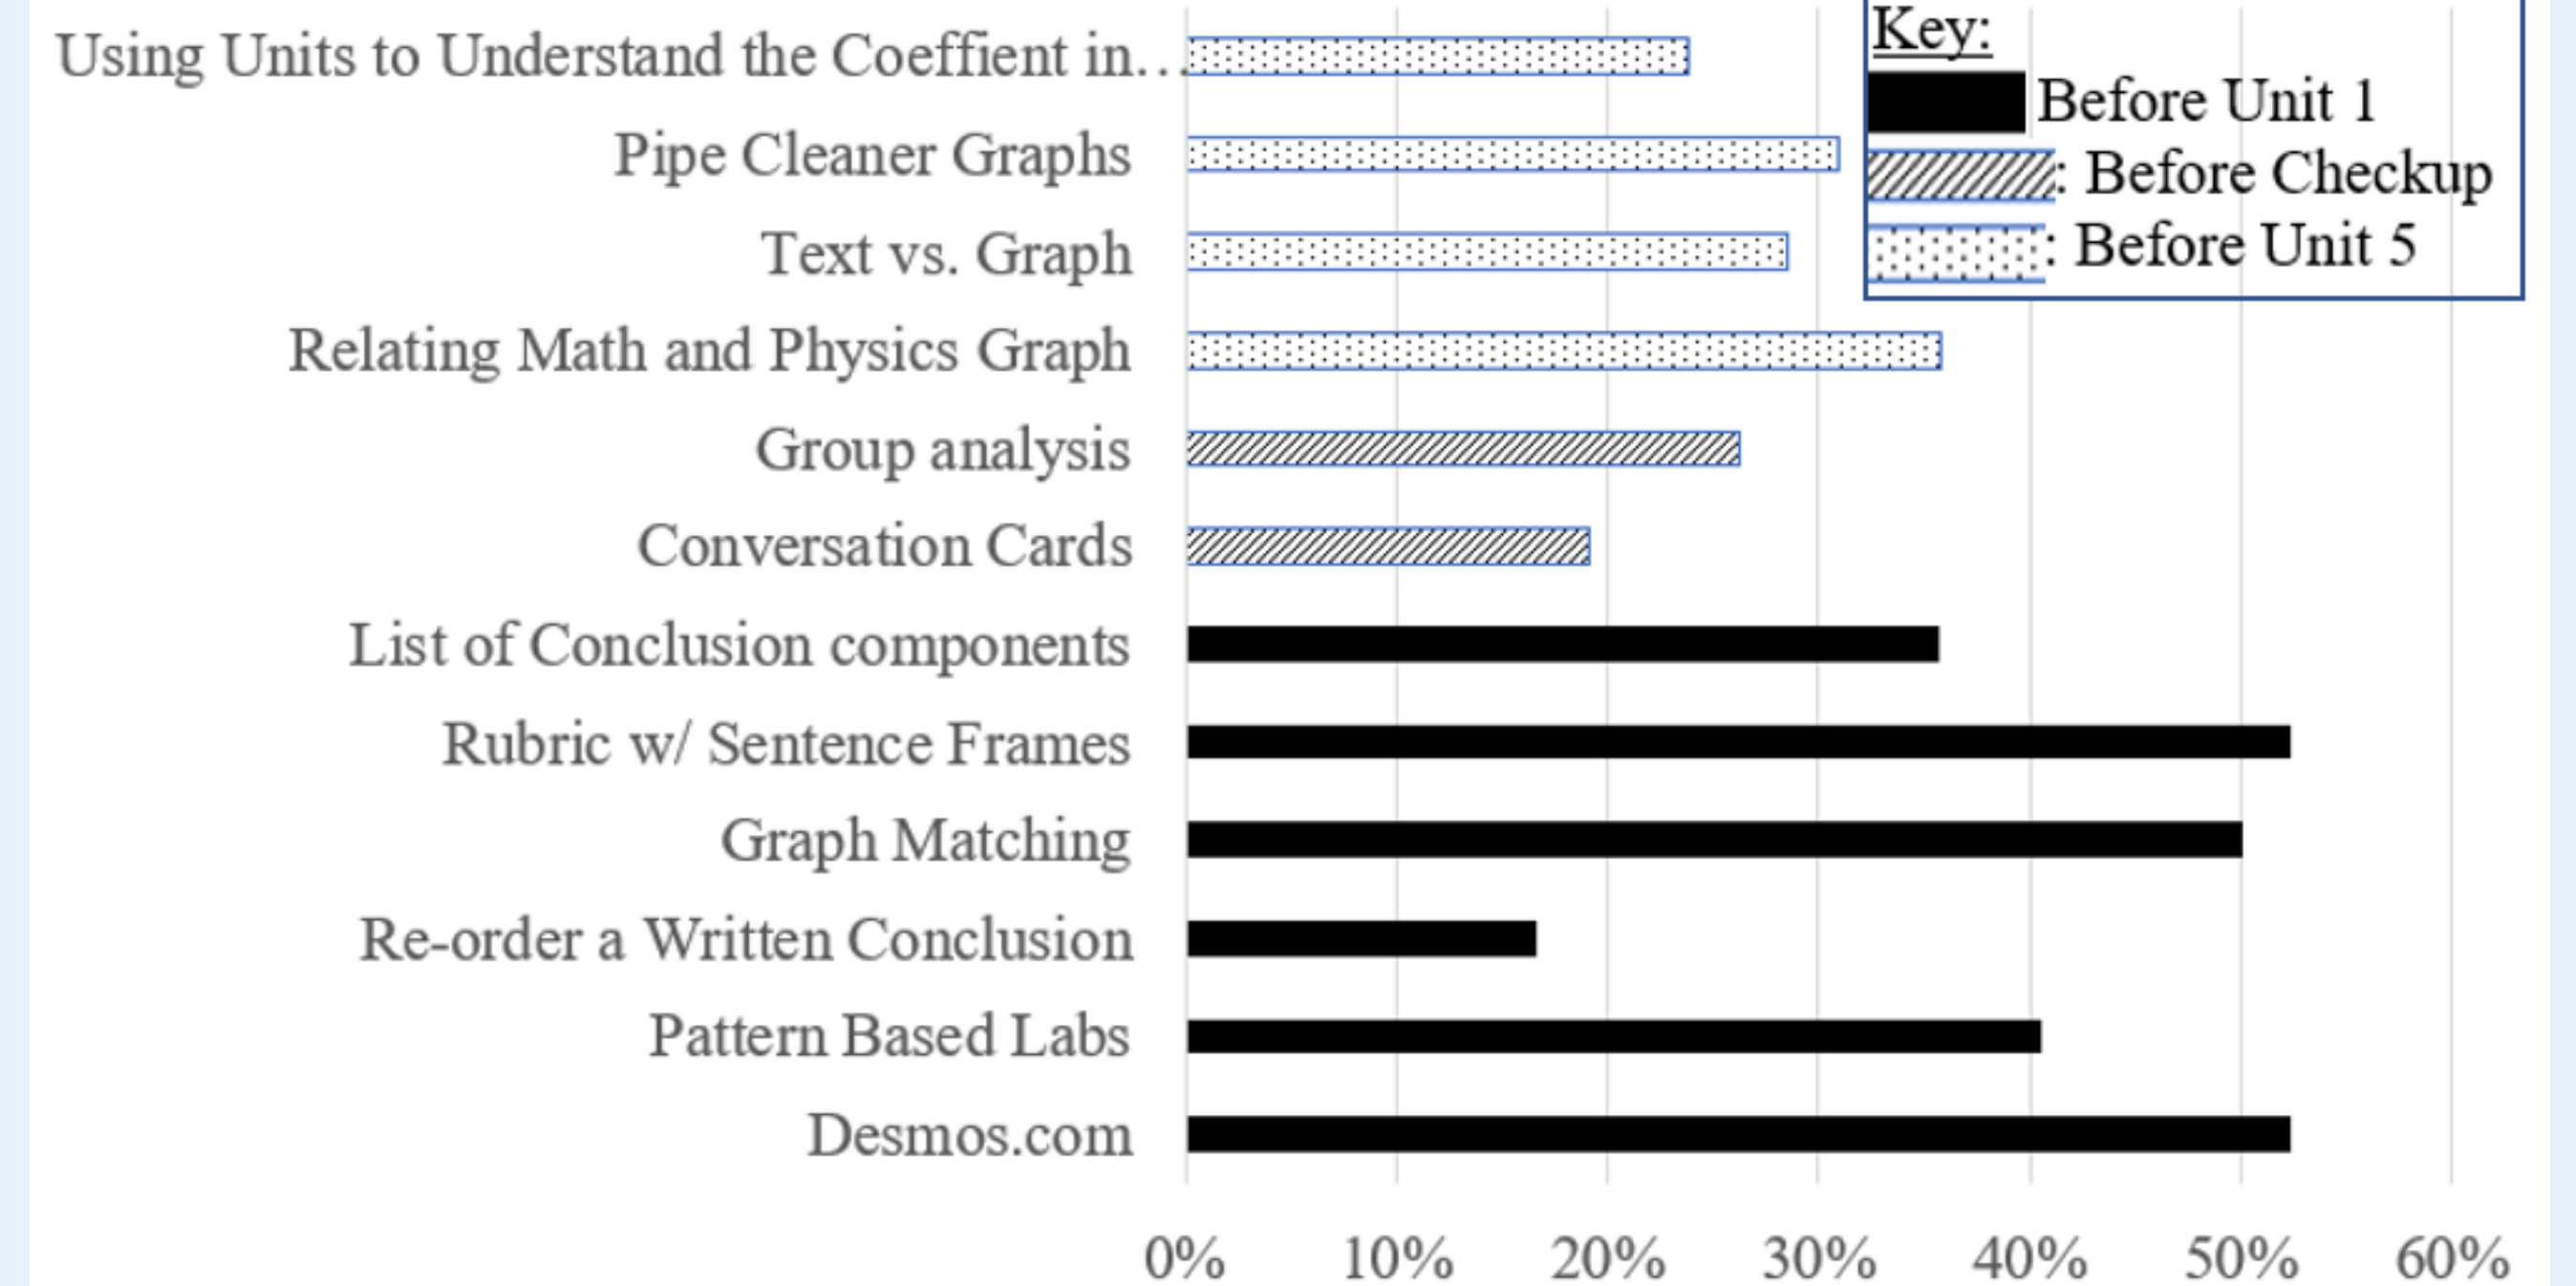 Using Units to Understand the Coeffient in…
Pipe Cleaner Graphs
Text vs. Graph
Relating Math and Physics Graph
Group analysis
Conversation Cards
List of Conclusion components
Rubric w/ Sentence Frames
Graph Matching
Re-order a Written Conclusion
Pattern Based Labs
Desmos.com
0% 10% 20% 30% 40% 50% 60%
Key:
Before Unit 1
: Before Checkup
: Before Unit 5